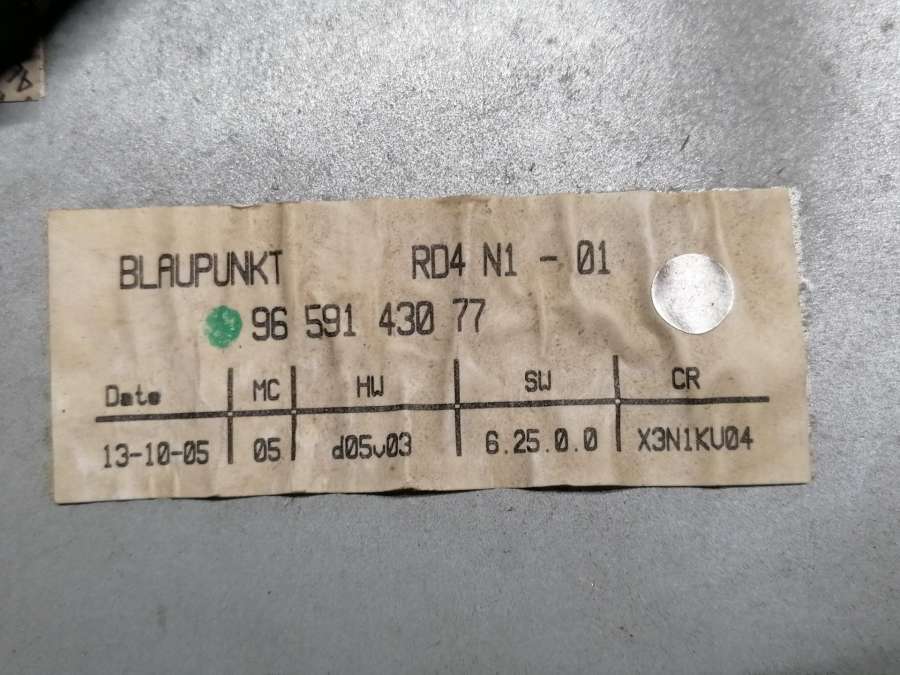 BLAUPUNKT RD4 N1 - 01
96 591 430 77
Date MC HW SW CR
13-10-05 05 d05v03 6.25.0.0 X3N1KV04